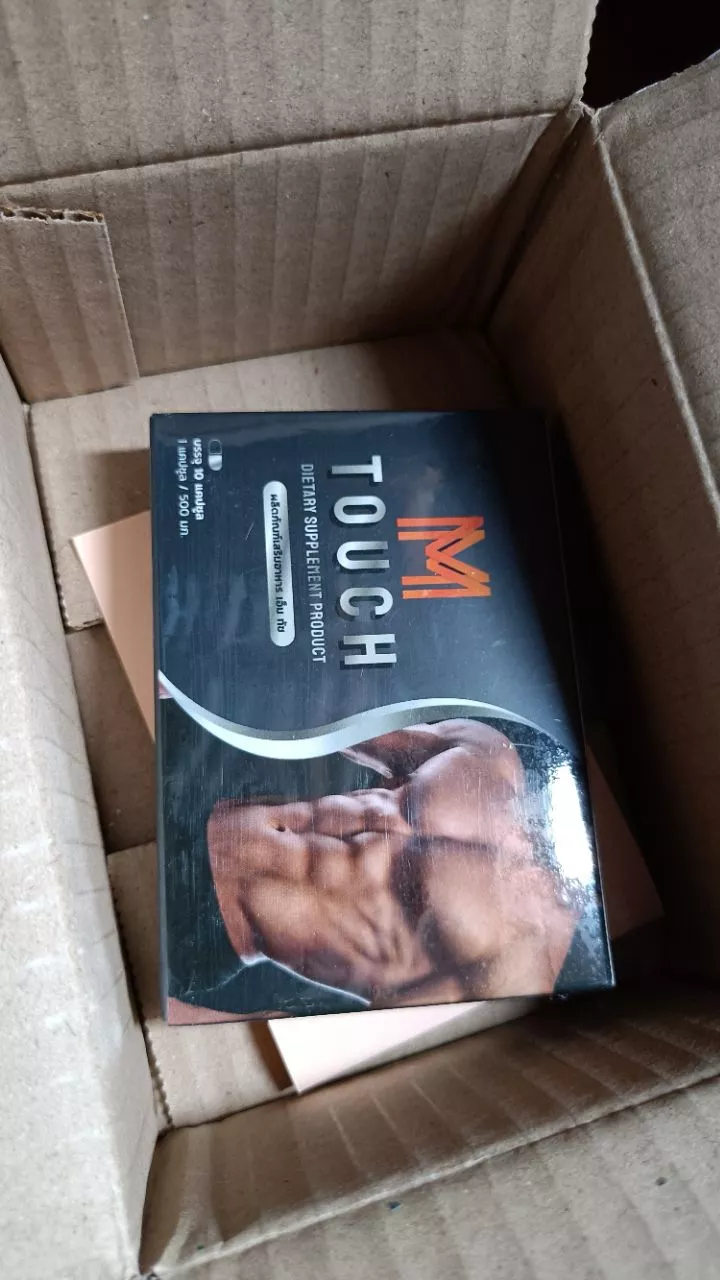 M
TOUCH
DIETARY SUPPLEMENT PRODUCT
ผลิตภัณฑ์เสริมอาหาร เอ็ม ทัช
บรรจุ 10 แคปซูล
1 แคปซูล / 500 มก.